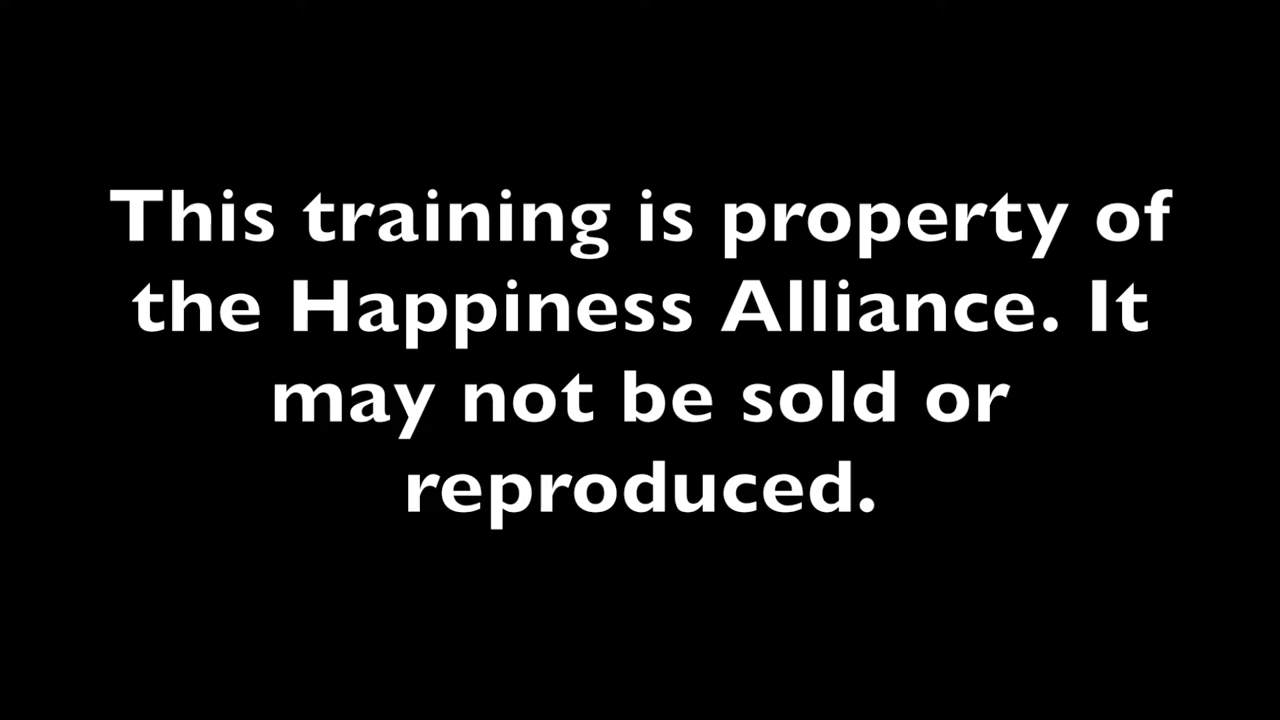 This training is property of
the Happiness Alliance. It
may not be sold or
reproduced.